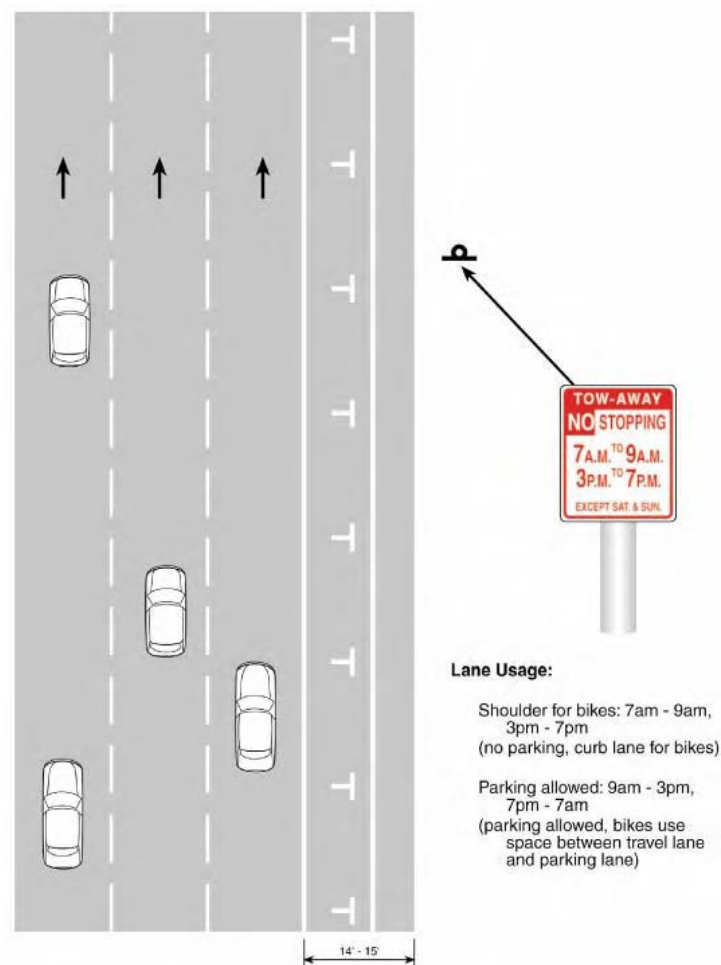 TOW-AWAY
NO STOPPING
7A.M. TO 9A.M.
3P.M. TO 7P.M.
EXCEPT SAT. & SUN.
Lane Usage:
Shoulder for bikes: 7am - 9am,
3pm - 7pm
(no parking, curb lane for bikes)
Parking allowed: 9am - 3pm,
7pm - 7am
(parking allowed, bikes use
space between travel lane
and parking lane)
14' - 15'